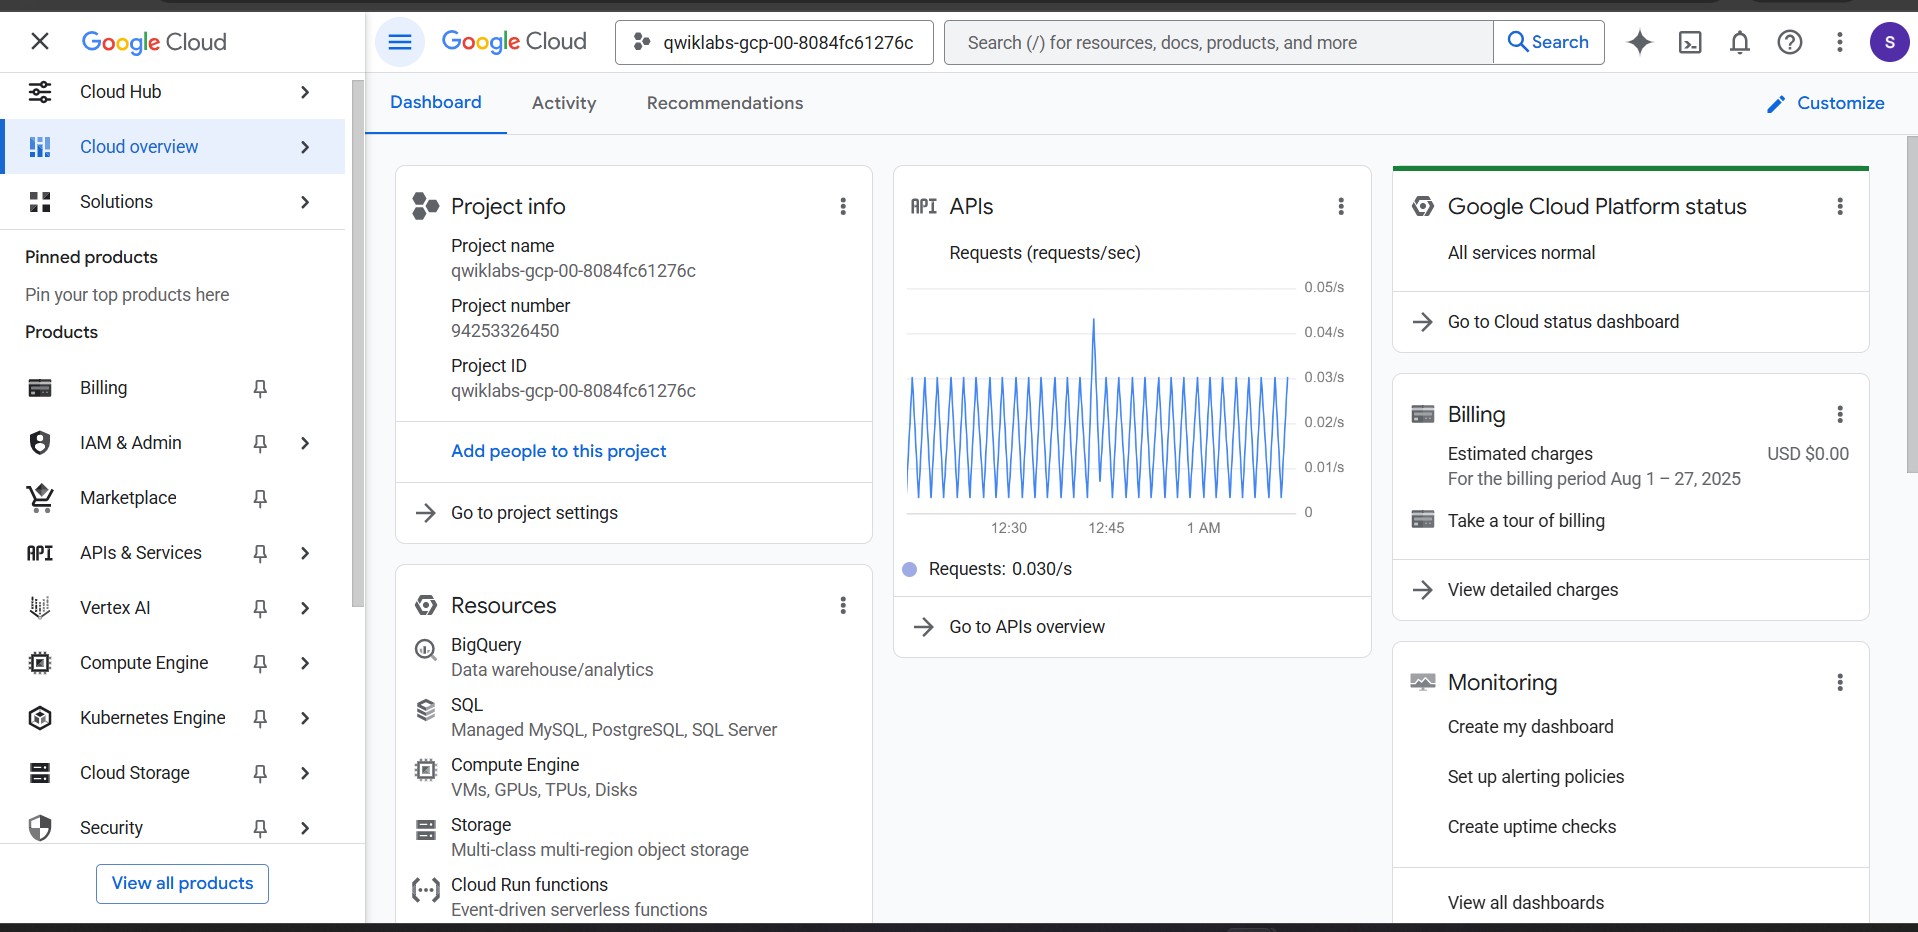 Google Cloud
Cloud Hub
Cloud overview
Solutions
Pinned products
Pin your top products here
Products
Billing
IAM & Admin
Marketplace
API APIs & Services
Vertex AI
Compute Engine
Kubernetes Engine
Cloud Storage
Security
View all products
Google Cloud
qwiklabs-gcp-00-8084fc61276c
Search (/) for resources, docs, products, and more
Search
S
Dashboard
Activity
Recommendations
Customize
Project info
Project name
qwiklabs-gcp-00-8084fc61276c
Project number
94253326450
Project ID
qwiklabs-gcp-00-8084fc61276c
Add people to this project
Go to project settings
Resources
BigQuery
Data warehouse/analytics
SQL
Managed MySQL, PostgreSQL, SQL Server
Compute Engine
VMs, GPUs, TPUs, Disks
Storage
Multi-class multi-region object storage
Cloud Run functions
Event-driven serverless functions
API APIs
Requests (requests/sec)
0.05/s
0.04/s
0.03/s
0.02/s
0.01/s
0
12:30
12:45
1 AM
Requests: 0.030/s
Go to APIs overview
Google Cloud Platform status
All services normal
Go to Cloud status dashboard
Billing
Estimated charges USD $0.00
For the billing period Aug 1 – 27, 2025
Take a tour of billing
View detailed charges
Monitoring
Create my dashboard
Set up alerting policies
Create uptime checks
View all dashboards